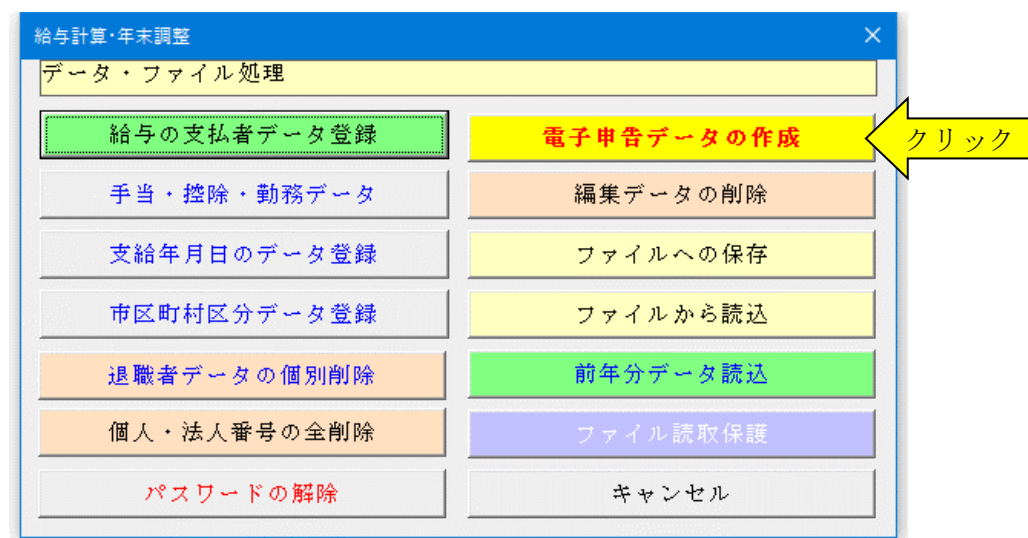 給与計算･年末調整
データ・ファイル処理
給与の支払者データ登録
電子申告データの作成
クリック
手当・控除・勤務データ
編集データの削除
支給年月日のデータ登録
ファイルへの保存
市区町村区分データ登録
ファイルから読込
退職者データの個別削除
前年分データ読込
個人・法人番号の全削除
ファイル読取保護
パスワードの解除
キャンセル